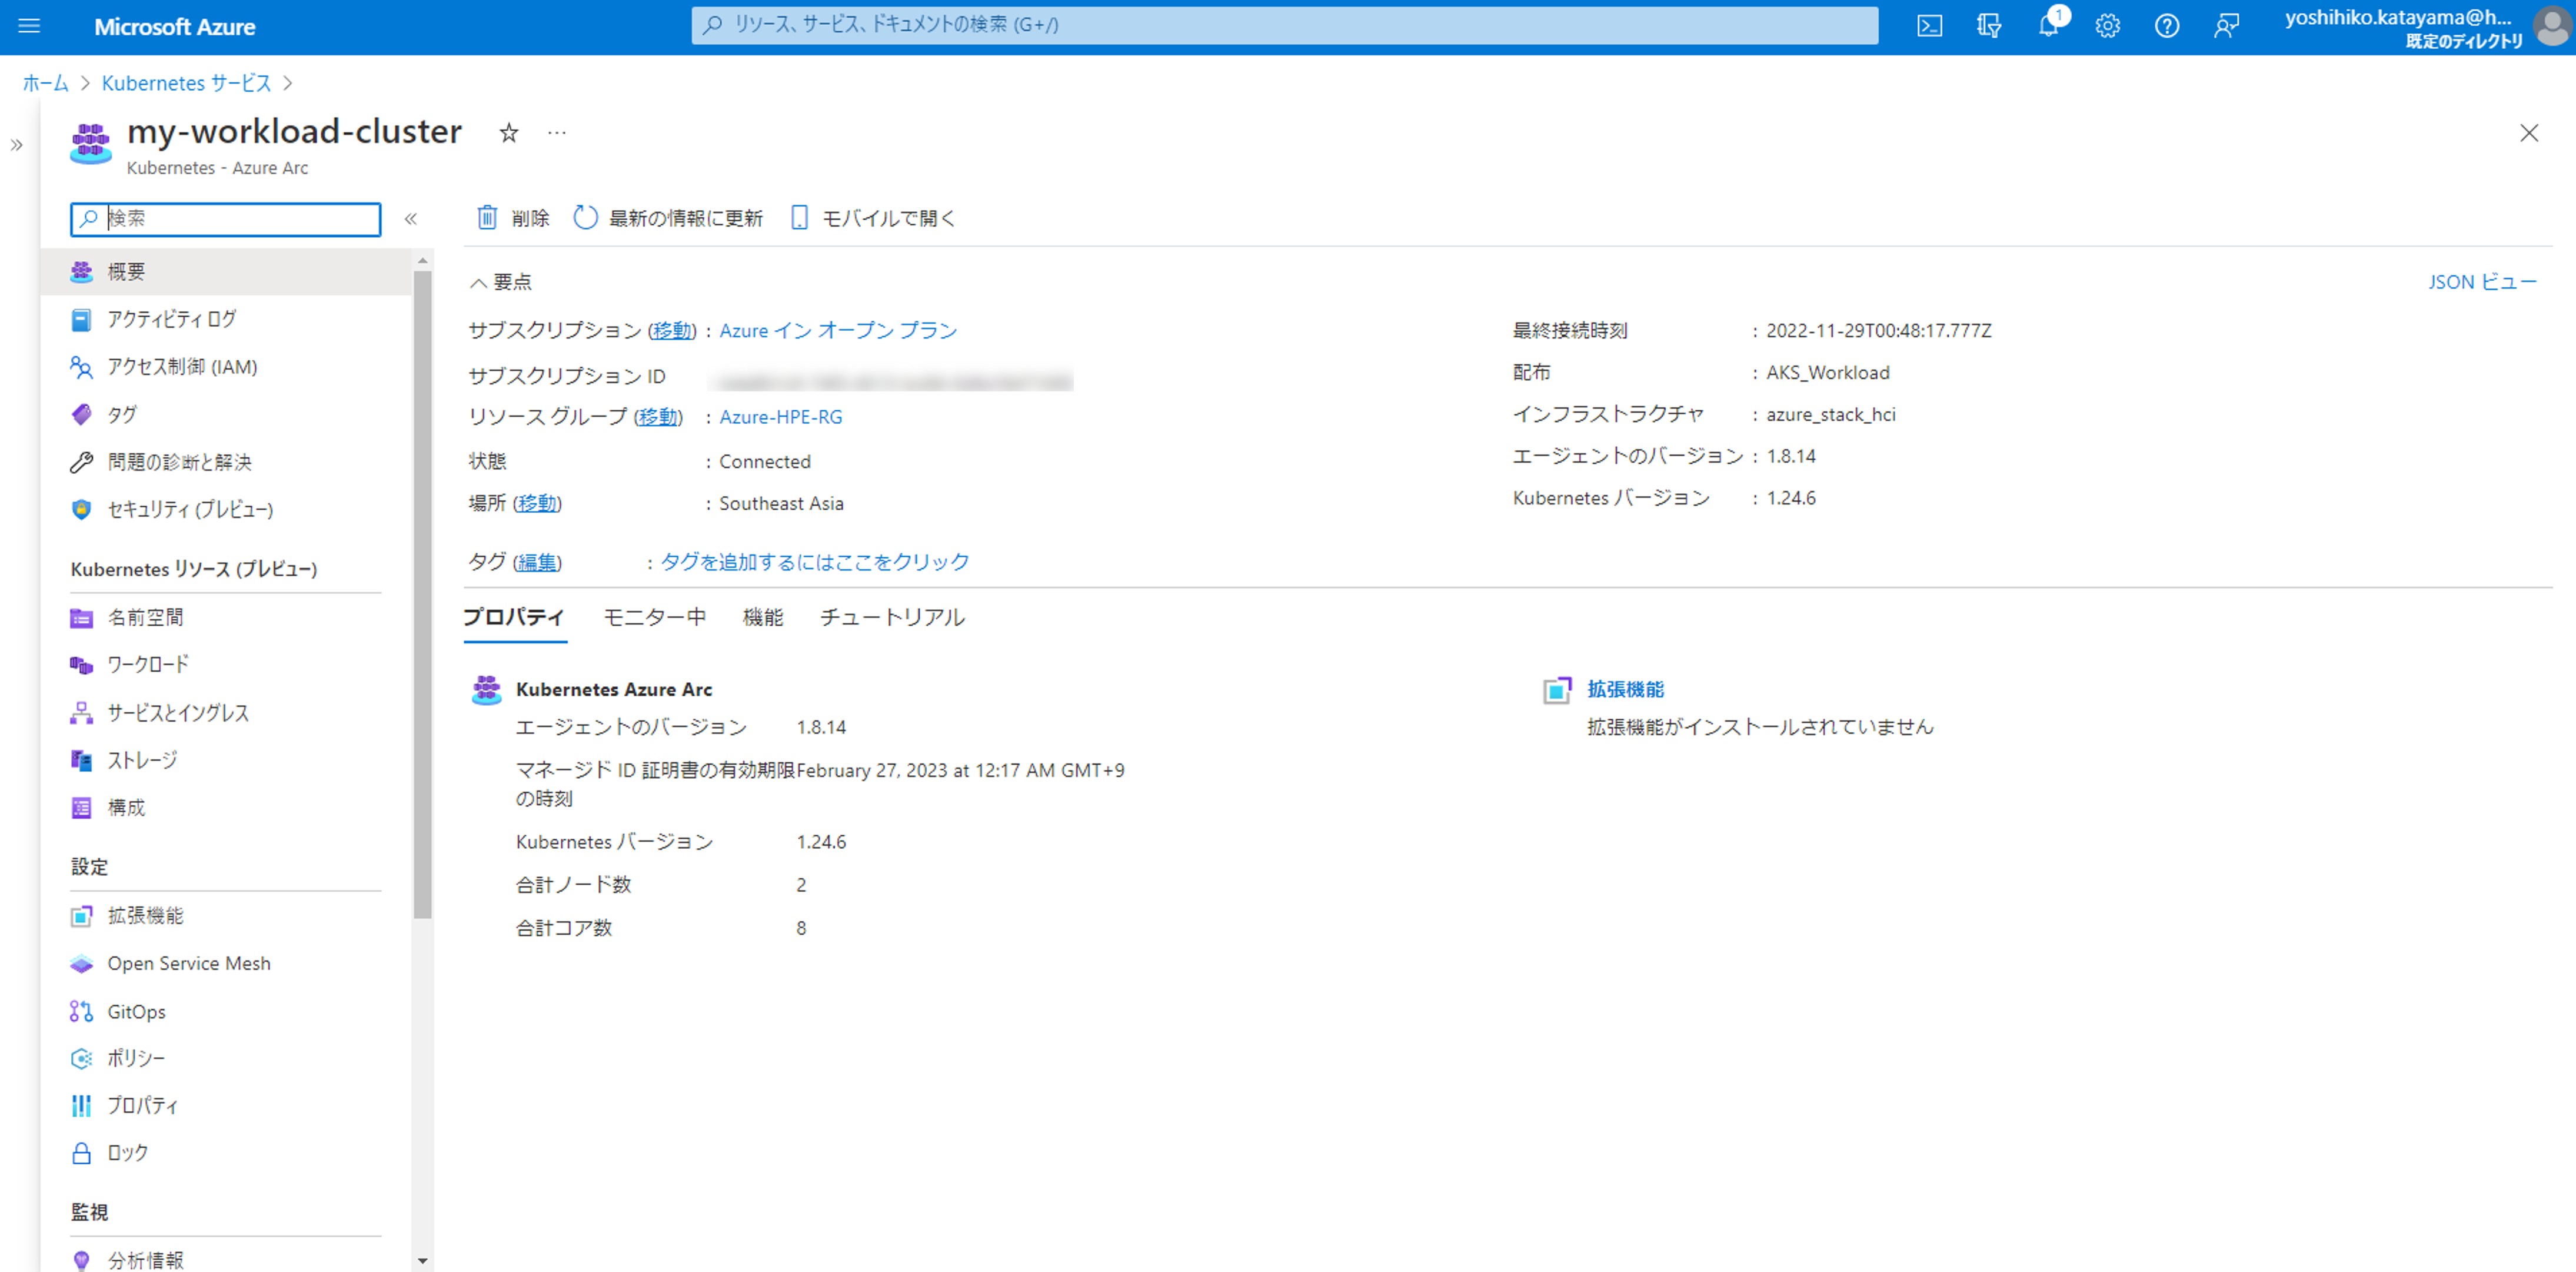 Microsoft Azure
リソース、サービス、ドキュメントの検索 (G+/)
1
yoshihiko.katayama@h...
既定のディレクトリ
ホーム > Kubernetes サービス >
my-workload-cluster
Kubernetes - Azure Arc
検索
削除
最新の情報に更新
モバイルで開く
概要
アクティビティ ログ
アクセス制御 (IAM)
タグ
問題の診断と解決
セキュリティ (プレビュー)
Kubernetes リソース (プレビュー)
名前空間
ワークロード
サービスとイングレス
ストレージ
構成
設定
拡張機能
Open Service Mesh
GitOps
ポリシー
プロパティ
ロック
監視
分析情報
要点
JSON ビュー
サブスクリプション (移動) : Azure イン オープン プラン
サブスクリプション ID
リソース グループ (移動) : Azure-HPE-RG
状態 : Connected
場所 (移動) : Southeast Asia
最終接続時刻 : 2022-11-29T00:48:17.777Z
配布 : AKS_Workload
インフラストラクチャ : azure_stack_hci
エージェントのバージョン : 1.8.14
Kubernetes バージョン : 1.24.6
タグ (編集) : タグを追加するにはここをクリック
プロパティ モニター中 機能 チュートリアル
Kubernetes Azure Arc
エージェントのバージョン 1.8.14
マネージド ID 証明書の有効期限 February 27, 2023 at 12:17 AM GMT+9
の時刻
Kubernetes バージョン 1.24.6
合計ノード数 2
合計コア数 8
拡張機能
拡張機能がインストールされていません